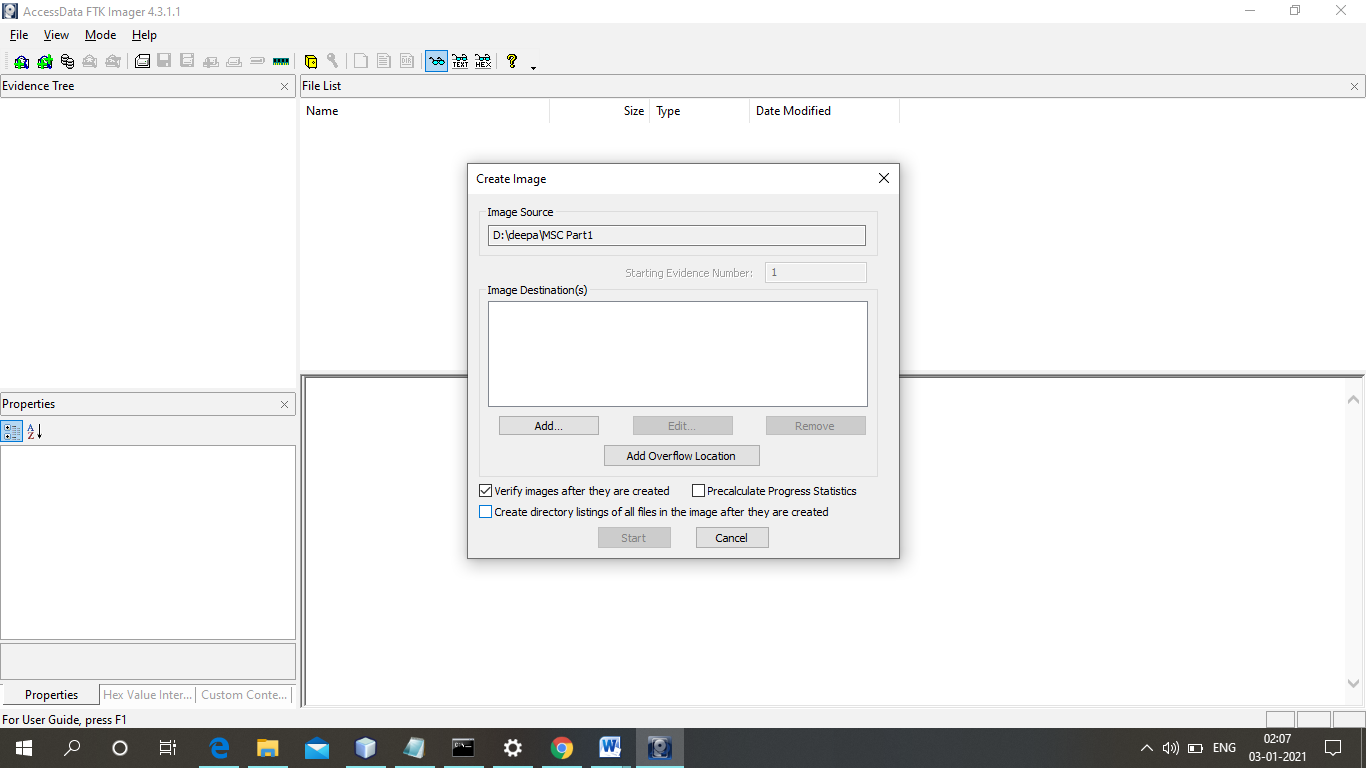 AccessData FTK Imager 4.3.1.1
File View Mode Help
TEXT HEX ?
Evidence Tree
File List
Name Size Type Date Modified
Create Image
Image Source
D:\deepa\MSC Part1
Starting Evidence Number: 1
Image Destination(s)
Add... Edit... Remove
Add Overflow Location
Verify images after they are created Precalculate Progress Statistics
Create directory listings of all files in the image after they are created
Start Cancel
Properties
A
Z
Properties Hex Value Inter... Custom Conte...
For User Guide, press F1
ENG
02:07
03-01-2021